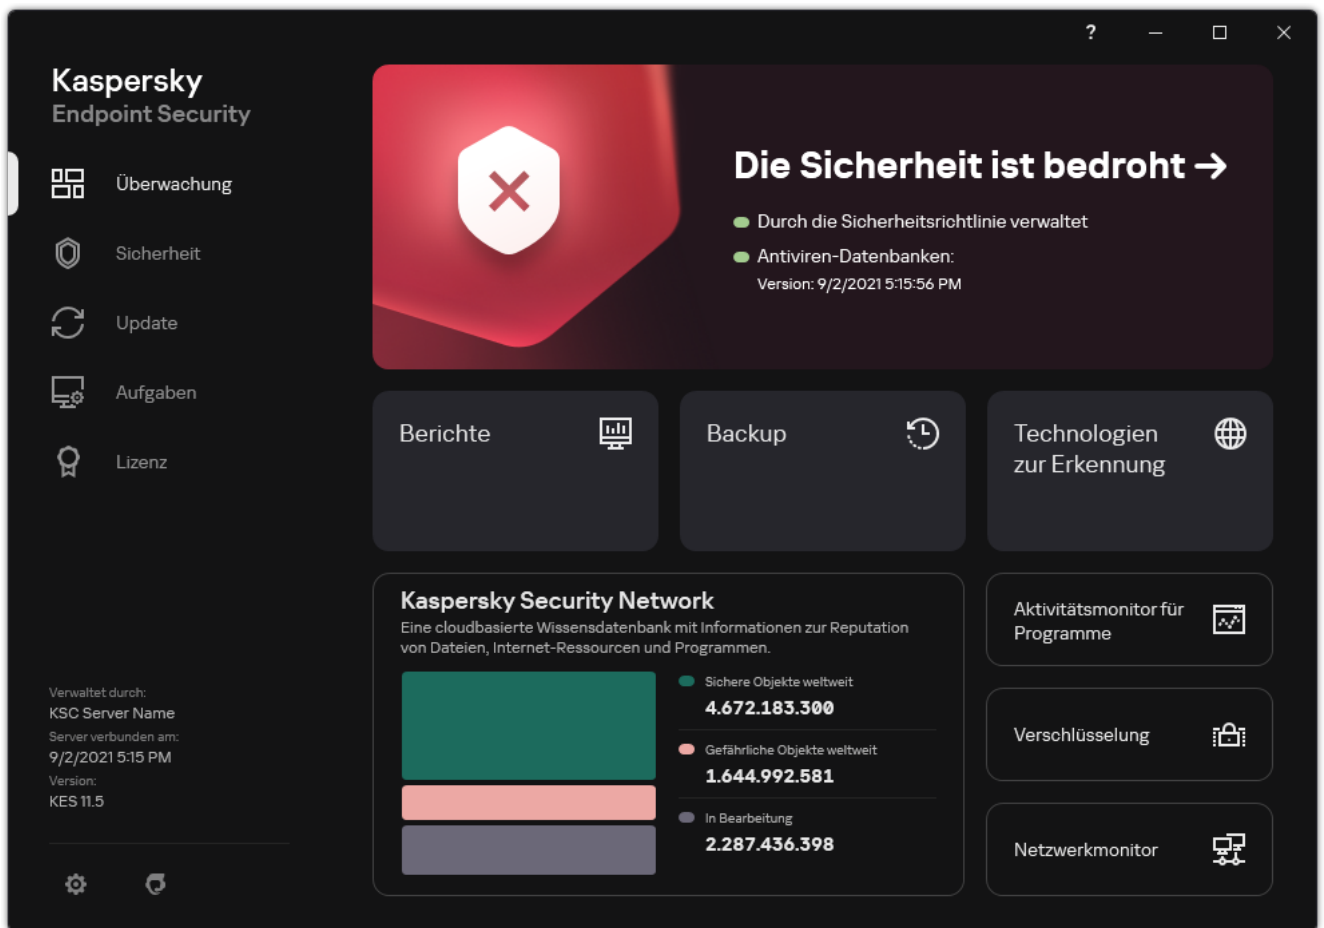 ?
Kaspersky
Endpoint Security
Überwachung
Sicherheit
Update
Aufgaben
Lizenz
Verwaltet durch:
KSC Server Name
Server verbunden am:
9/2/2021 5:15 PM
Version:
KES 11.5
Die Sicherheit ist bedroht →
Durch die Sicherheitsrichtlinie verwaltet
Antiviren-Datenbanken:
Version: 9/2/2021 5:15:56 PM
Berichte
Backup
Technologien
zur Erkennung
Kaspersky Security Network
Eine cloudbasierte Wissensdatenbank mit Informationen zur Reputation
von Dateien, Internet-Ressourcen und Programmen.
Sichere Objekte weltweit
4.672.183.300
Gefährliche Objekte weltweit
1.644.992.581
In Bearbeitung
2.287.436.398
Aktivitätsmonitor für
Programme
Verschlüsselung
Netzwerkmonitor